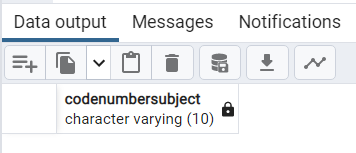 Data output Messages Notifications
codenumbersubject
character varying (10)